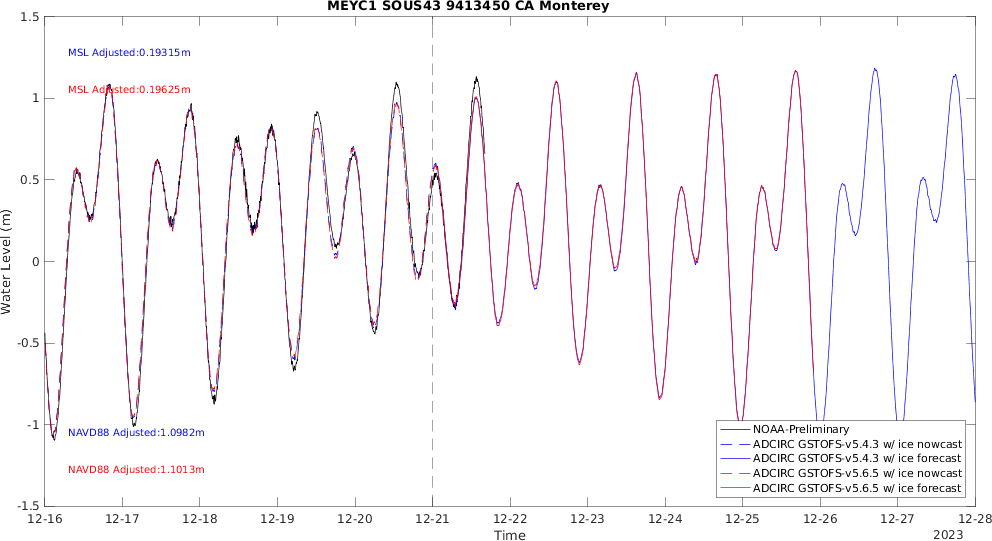 MEYC1 SOUS43 9413450 CA Monterey
1.5
1
0.5
0
-0.5
-1
-1.5
Water Level (m)
MSL Adjusted:0.19315m
MSL Adjusted:0.19625m
NAVD88 Adjusted:1.0982m
NAVD88 Adjusted:1.1013m
NOAA-Preliminary
ADCIRC GSTOFS-v5.4.3 w/ ice nowcast
ADCIRC GSTOFS-v5.4.3 w/ ice forecast
ADCIRC GSTOFS-v5.6.5 w/ ice nowcast
ADCIRC GSTOFS-v5.6.5 w/ ice forecast
12-16 12-17 12-18 12-19 12-20 12-21 12-22 12-23 12-24 12-25 12-26 12-27 12-28
Time
2023